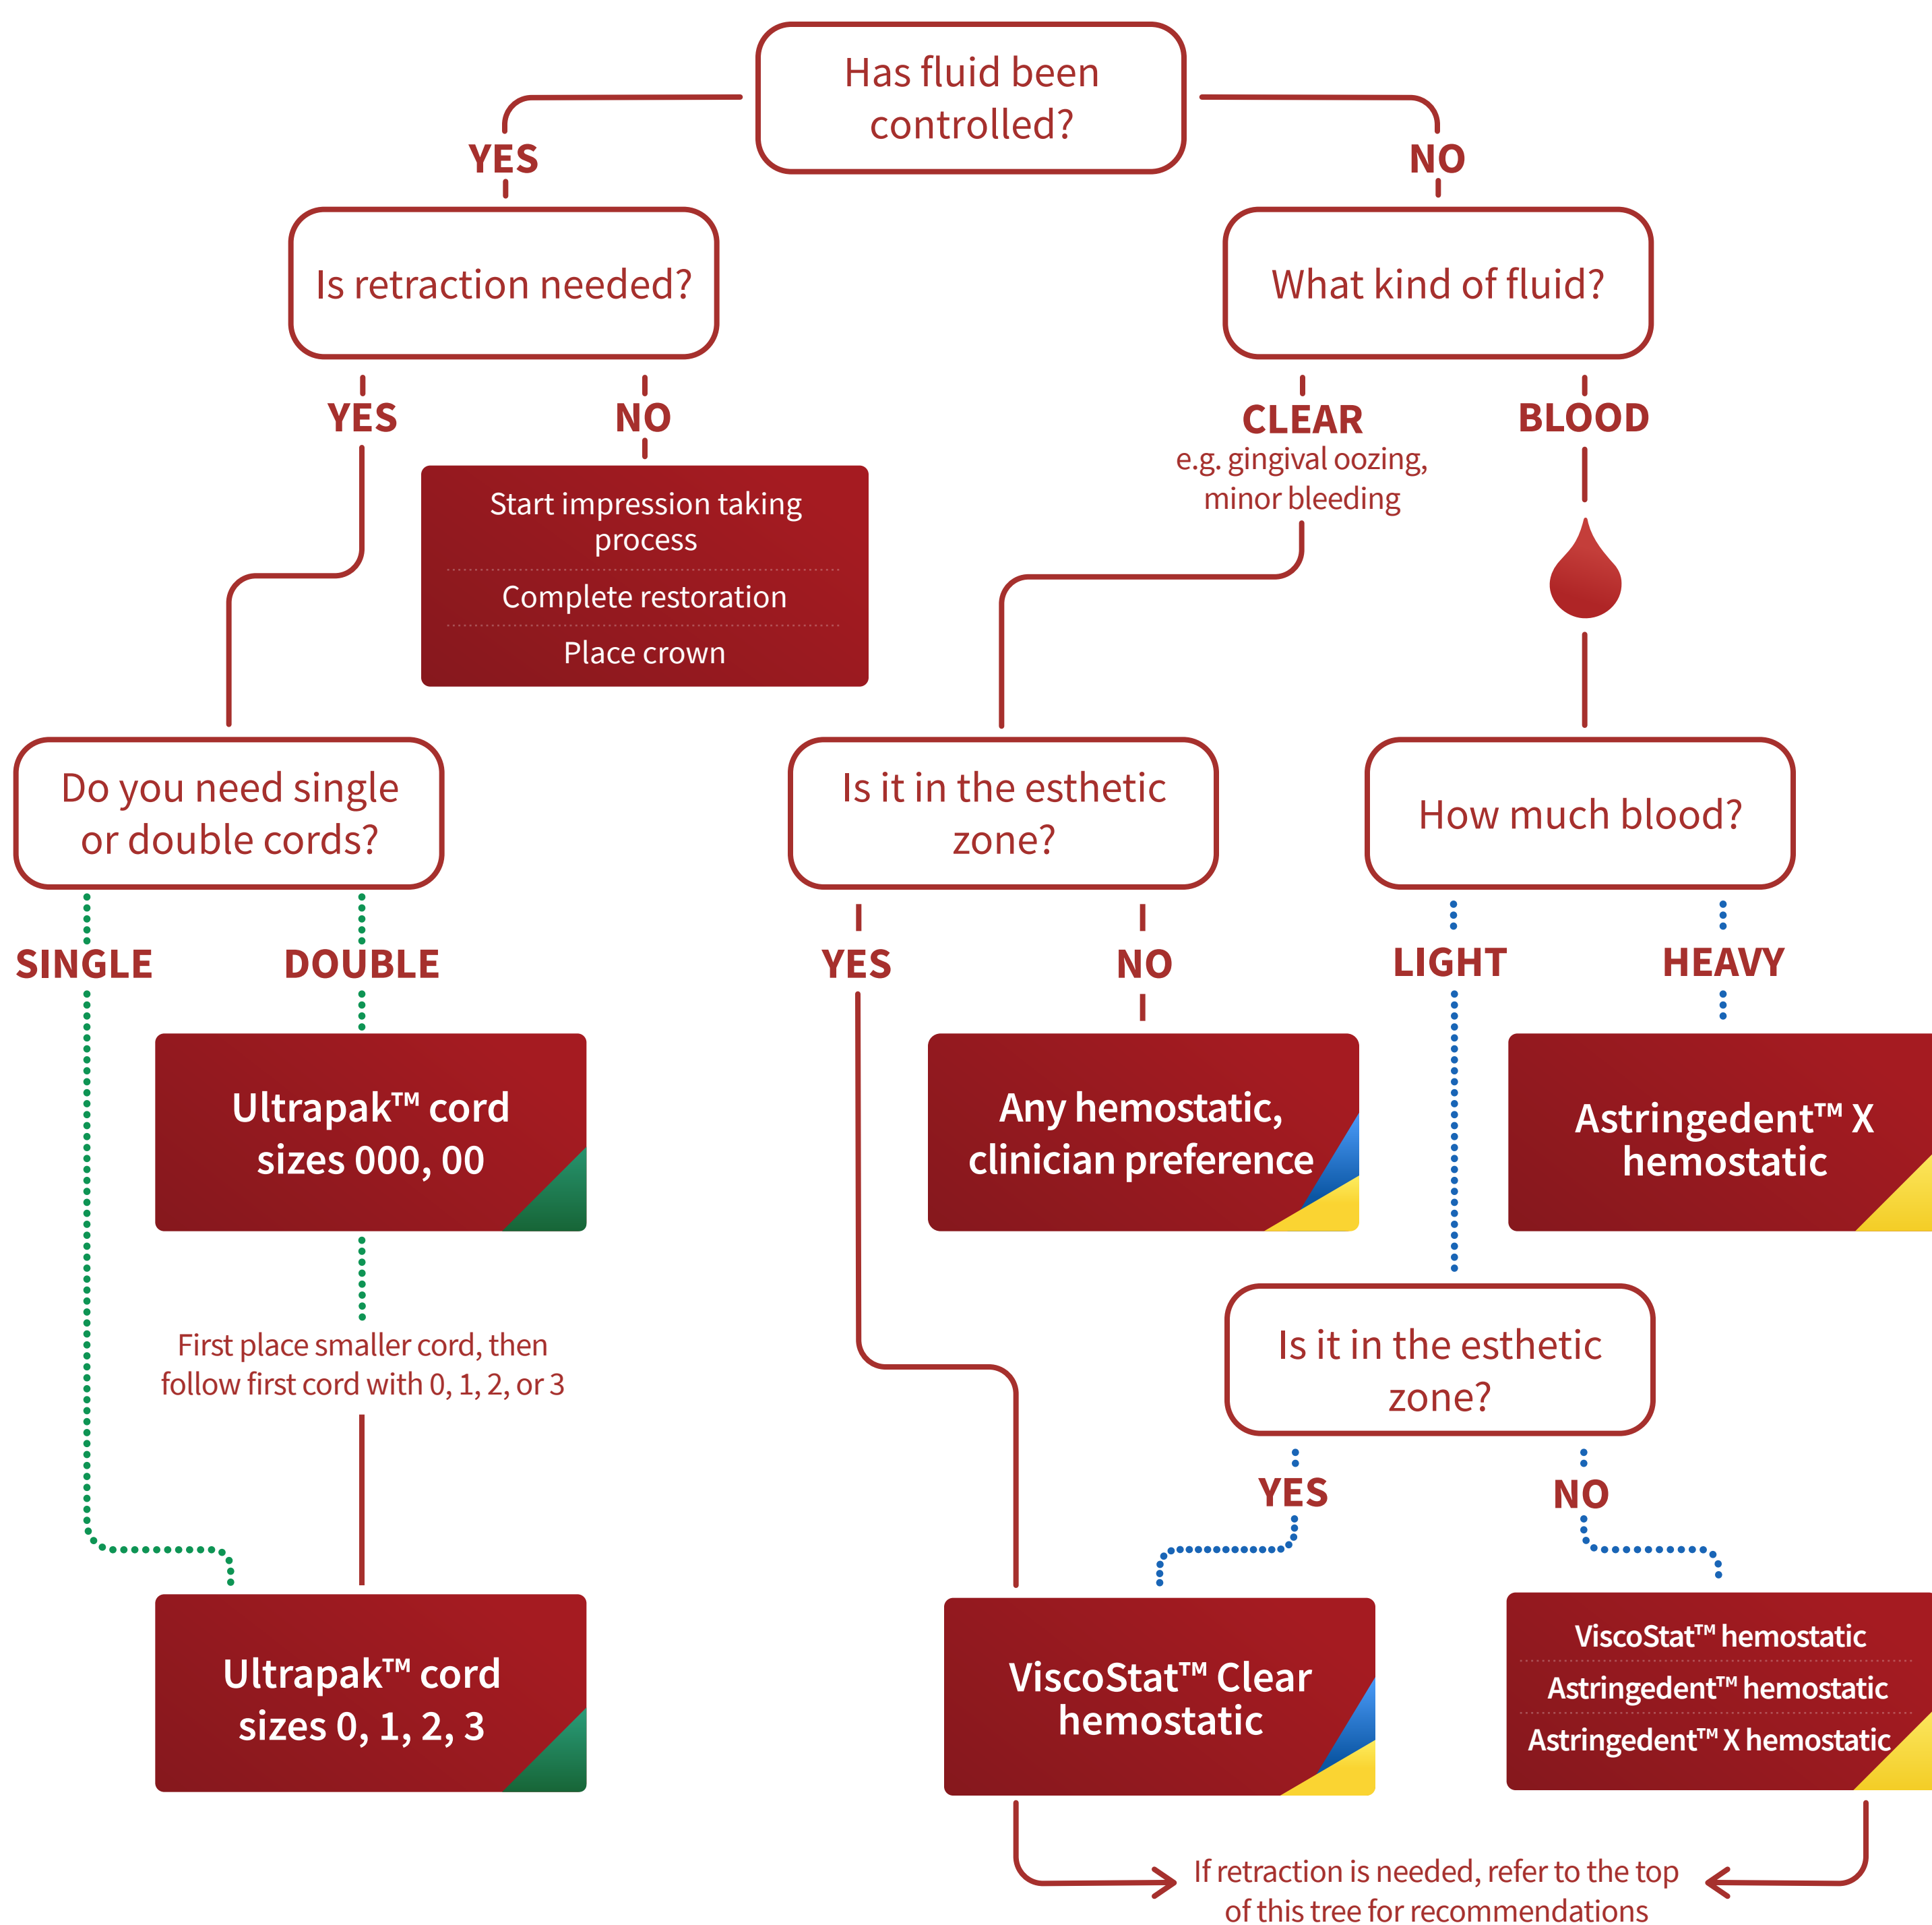 Has fluid been
controlled?
YES
NO
Is retraction needed?
What kind of fluid?
YES
NO
CLEAR
e.g. gingival oozing,
minor bleeding
BLOOD
Start impression taking
process
Complete restoration
Place crown
Do you need single
or double cords?
Is it in the esthetic
zone?
How much blood?
SINGLE
DOUBLE
YES
NO
LIGHT
HEAVY
Ultrapak™ cord
sizes 000, 00
Any hemostatic,
clinician preference
Astringedent™ X
hemostatic
First place smaller cord, then
follow first cord with 0, 1, 2, or 3
Is it in the esthetic
zone?
YES
NO
Ultrapak™ cord
sizes 0, 1, 2, 3
ViscoStat™ Clear
hemostatic
ViscoStat™ hemostatic
Astringedent™ hemostatic
Astringedent™ X hemostatic
If retraction is needed, refer to the top
of this tree for recommendations